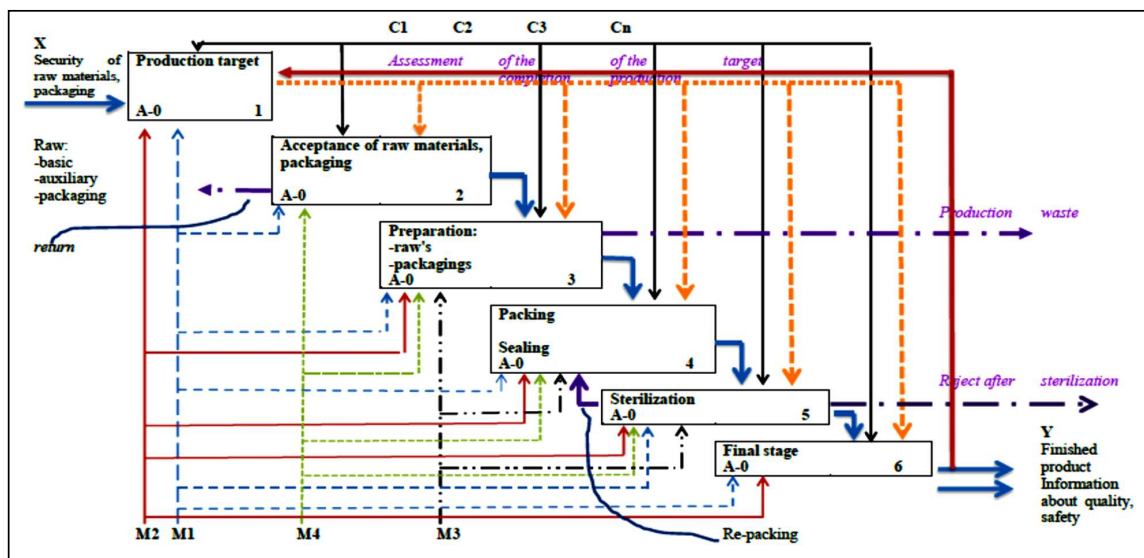 C1 C2 C3 Cn
X
Security of
raw materials,
packaging
Production target
A-0 1
Assessment of the of the target
completion production
Raw:
-basic
-auxiliary
-packaging
Acceptance of raw materials,
packaging
A-0 2
return
Preparation:
-raw's
-packagings
A-0 3
Production waste
Packing
Sealing
A-0 4
Reject after sterilization
Sterilization
A-0 5
Final stage
A-0 6
Y
Finished
product
Information
about quality,
safety
M2 M1 M4 M3 Re-packing